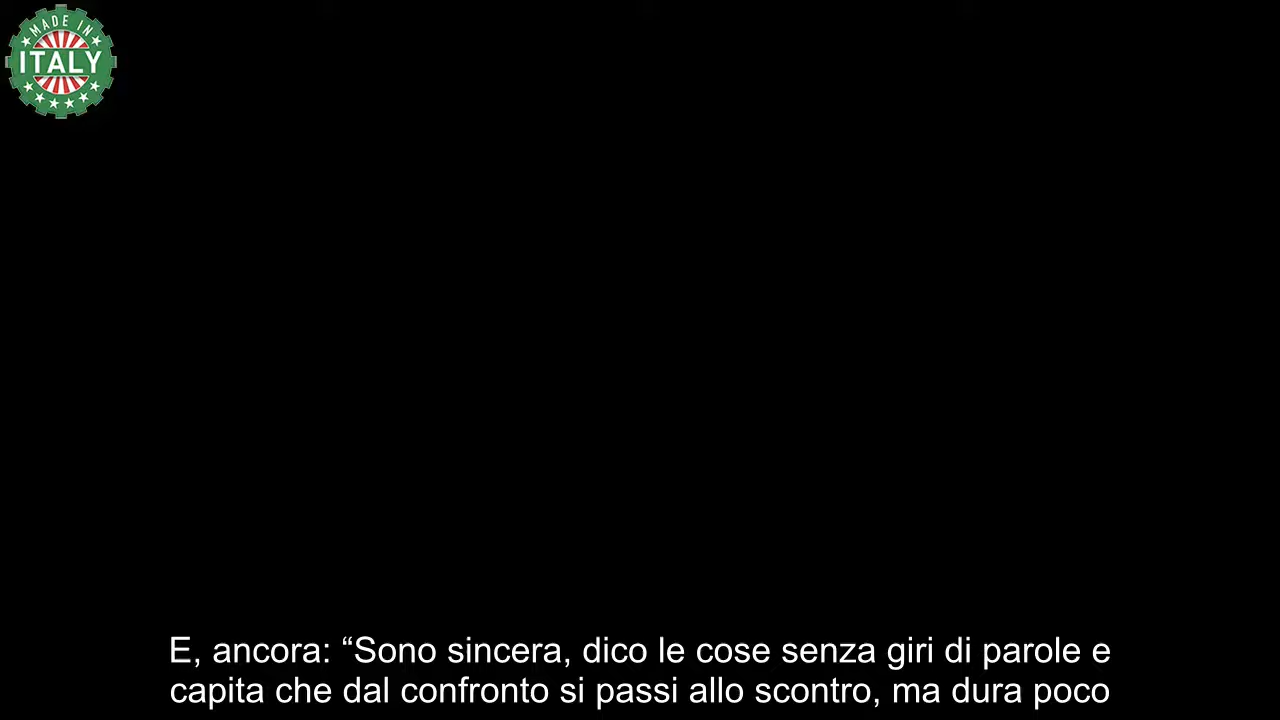 MADE IN
ITALY
E, ancora: “Sono sincera, dico le cose senza giri di parole e
capita che dal confronto si passi allo scontro, ma dura poco